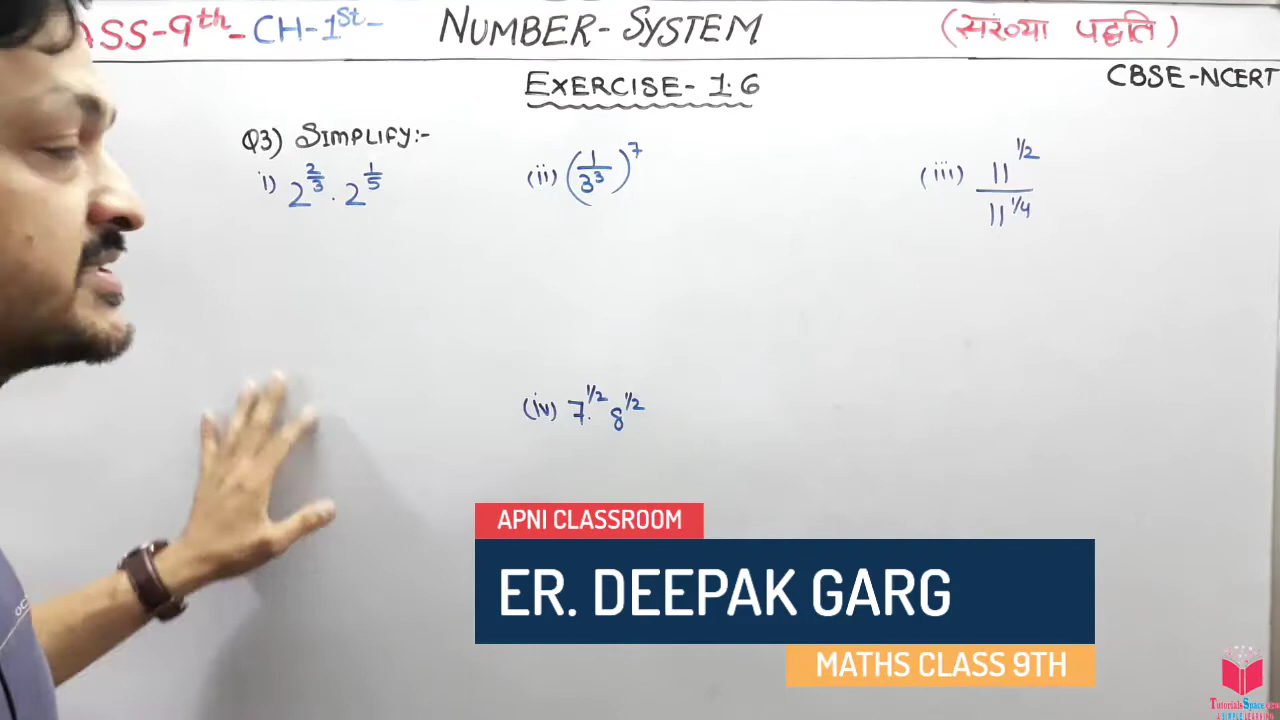 ASS-9th-CH-1St- NUMBER-SYSTEM (संख्या पद्धति)
CBSE-NCERT
EXERCISE-1.6
Q3) SIMPLIFY:-
i) 2^{2/3} . 2^{1/5}
(ii) (1/3^3)^7
(iii) 11^{1/2} / 11^{1/4}
(iv) 7^{1/2}. 8^{1/2}
APNI CLASSROOM
ER. DEEPAK GARG
MATHS CLASS 9TH